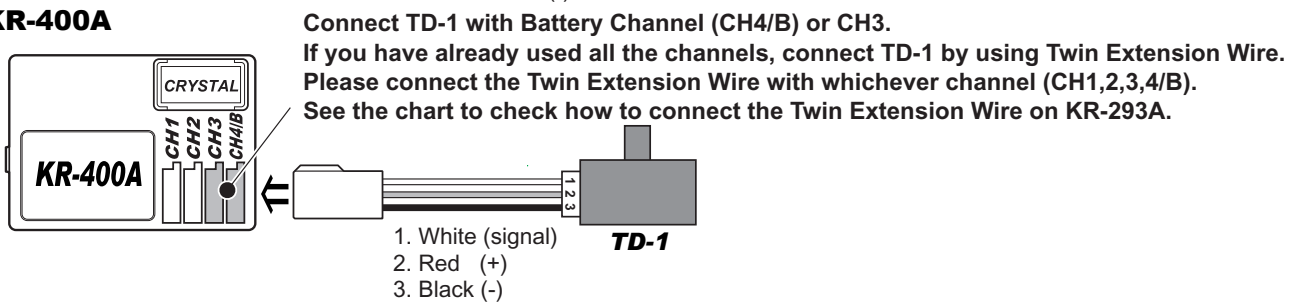 KR-400A
Connect TD-1 with Battery Channel (CH4/B) or CH3.
If you have already used all the channels, connect TD-1 by using Twin Extension Wire.
Please connect the Twin Extension Wire with whichever channel (CH1,2,3,4/B).
See the chart to check how to connect the Twin Extension Wire on KR-293A.
CRYSTAL
CH1
CH2
CH3
CH4/B
KR-400A
1 2 3
TD-1
1. White (signal)
2. Red (+)
3. Black (-)